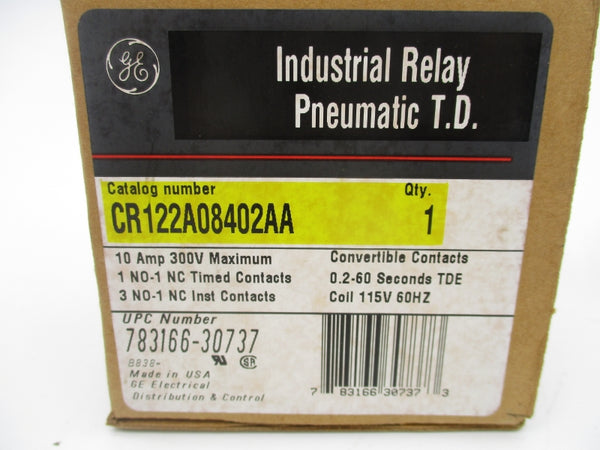 GE
Industrial Relay
Pneumatic T.D.
Catalog number Qty.
CR122A08402AA 1
10 Amp 300V Maximum Convertible Contacts
1 NO-1 NC Timed Contacts 0.2-60 Seconds TDE
3 NO-1 NC Inst Contacts Coil 115V 60HZ
UPC Number
783166-30737
B838-
Made in USA
GE Electrical
Distribution & Control
7 83166 30737 3